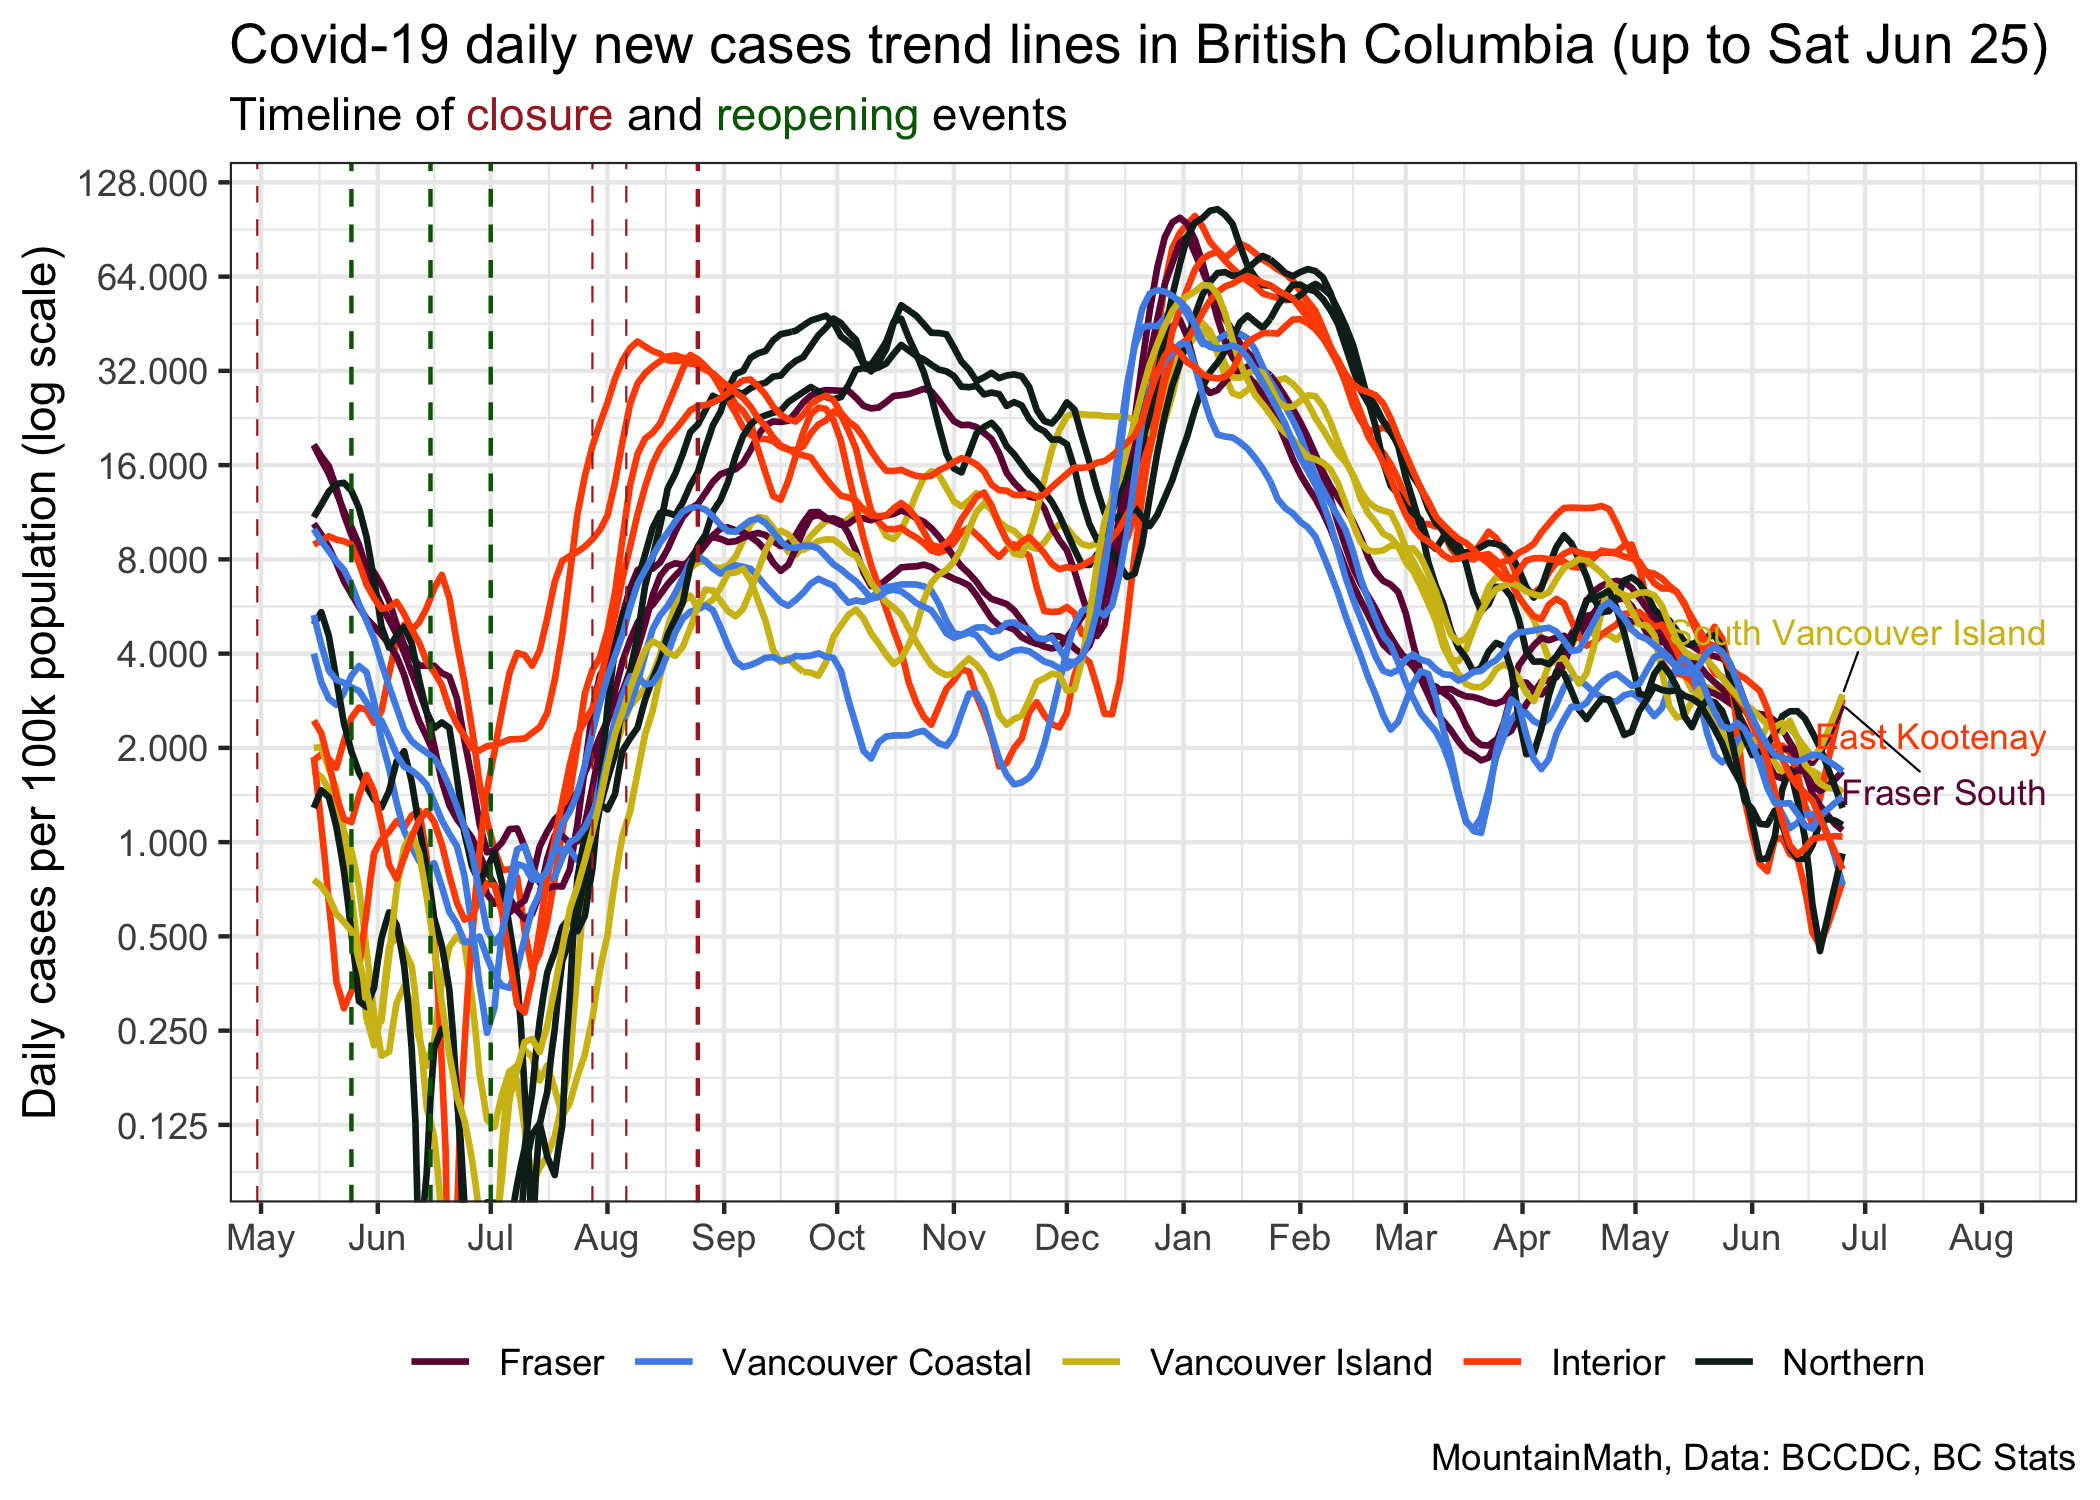 Covid-19 daily new cases trend lines in British Columbia (up to Sat Jun 25)
Timeline of closure and reopening events
Daily cases per 100k population (log scale)
128.000
64.000
32.000
16.000
8.000
4.000
2.000
1.000
0.500
0.250
0.125
South Vancouver Island
East Kootenay
Fraser South
May Jun Jul Aug Sep Oct Nov Dec Jan Feb Mar Apr May Jun Jul Aug
Fraser Vancouver Coastal Vancouver Island Interior Northern
MountainMath, Data: BCCDC, BC Stats